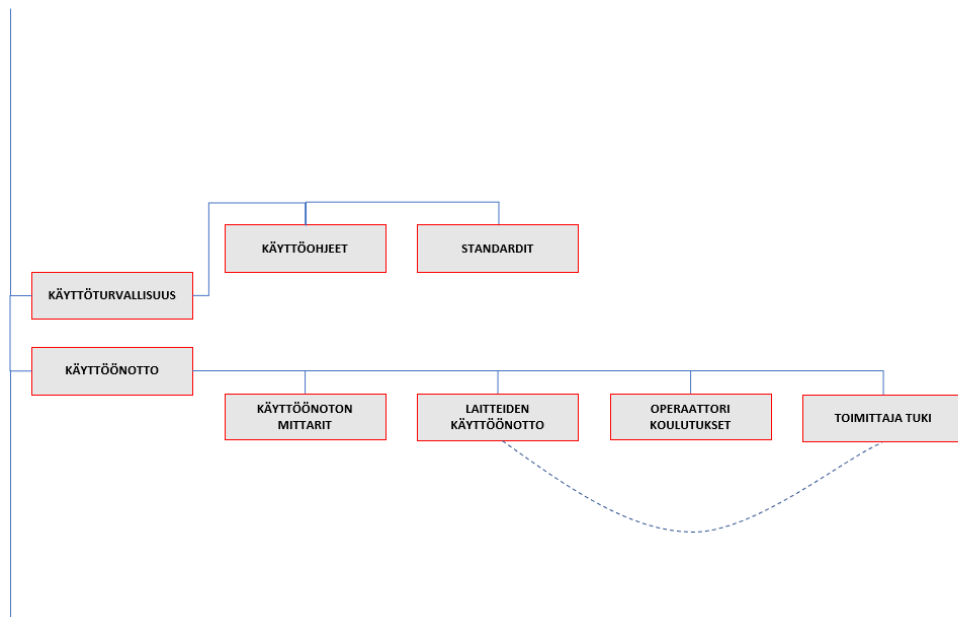 KÄYTTÖOHJEET
STANDARDIT
KÄYTTÖTURVALLISUUS
KÄYTTÖÖNOTTO
KÄYTTÖÖNOTON
MITTARIT
LAITTEIDEN
KÄYTTÖÖNOTTO
OPERAATTORI
KOULUTUKSET
TOIMITTAJA TUKI